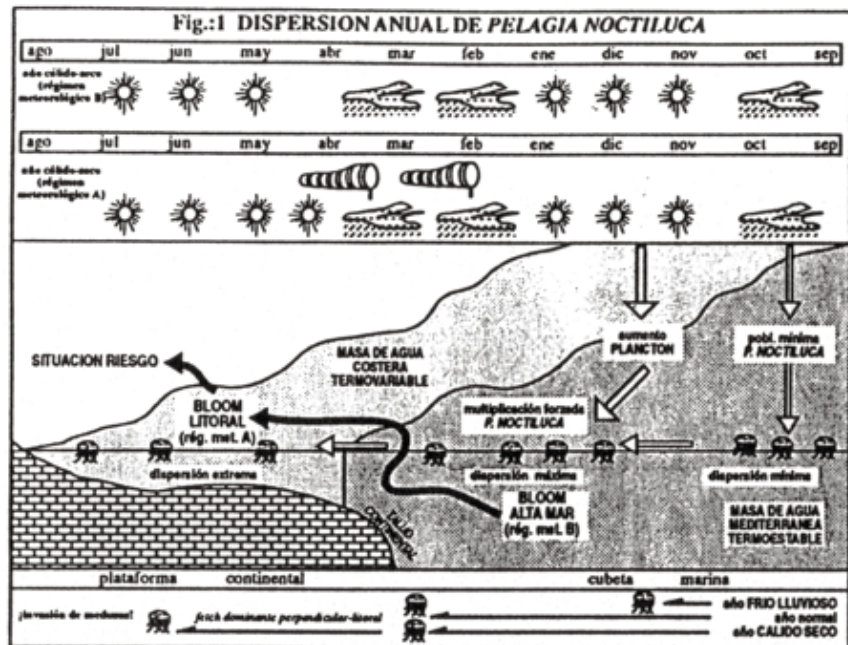 Fig.:1 DISPERSION ANUAL DE PELAGIA NOCTILUCA
ago jul jun may abr mar feb ene dic nov oct sep
año cálido-seco
(régimen
meteorológico B)
ago jul jun may abr mar feb ene dic nov oct sep
año cálido-seco
(régimen
meteorológico A)
SITUACION RIESGO
MASA DE AGUA
COSTERA
TERMOVARIABLE
aumento
PLANCTON
pobl. mínima
P. NOCTILUCA
BLOOM
LITORAL
(rég. met. A)
multiplicación forzada
P. NOCTILUCA
dispersión extrema
dispersión máxima
dispersión mínima
BLOOM
ALTA MAR
(rég. met. B)
TALUD
CONTINENTAL
MASA DE AGUA
MEDITERRANEA
TERMOESTABLE
plataforma continental cubeta marina
¡invasión de medusas!
fetch dominante perpendicular-litoral
año FRIO LLUVIOSO
año normal
año CALIDO SECO